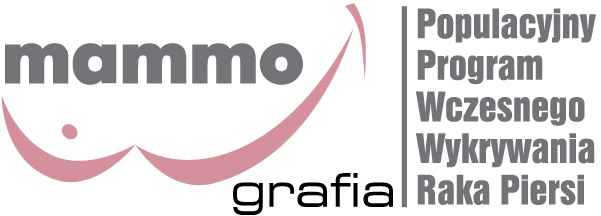 mammo
grafia
Populacyjny
Program
Wczesnego
Wykrywania
Raka Piersi